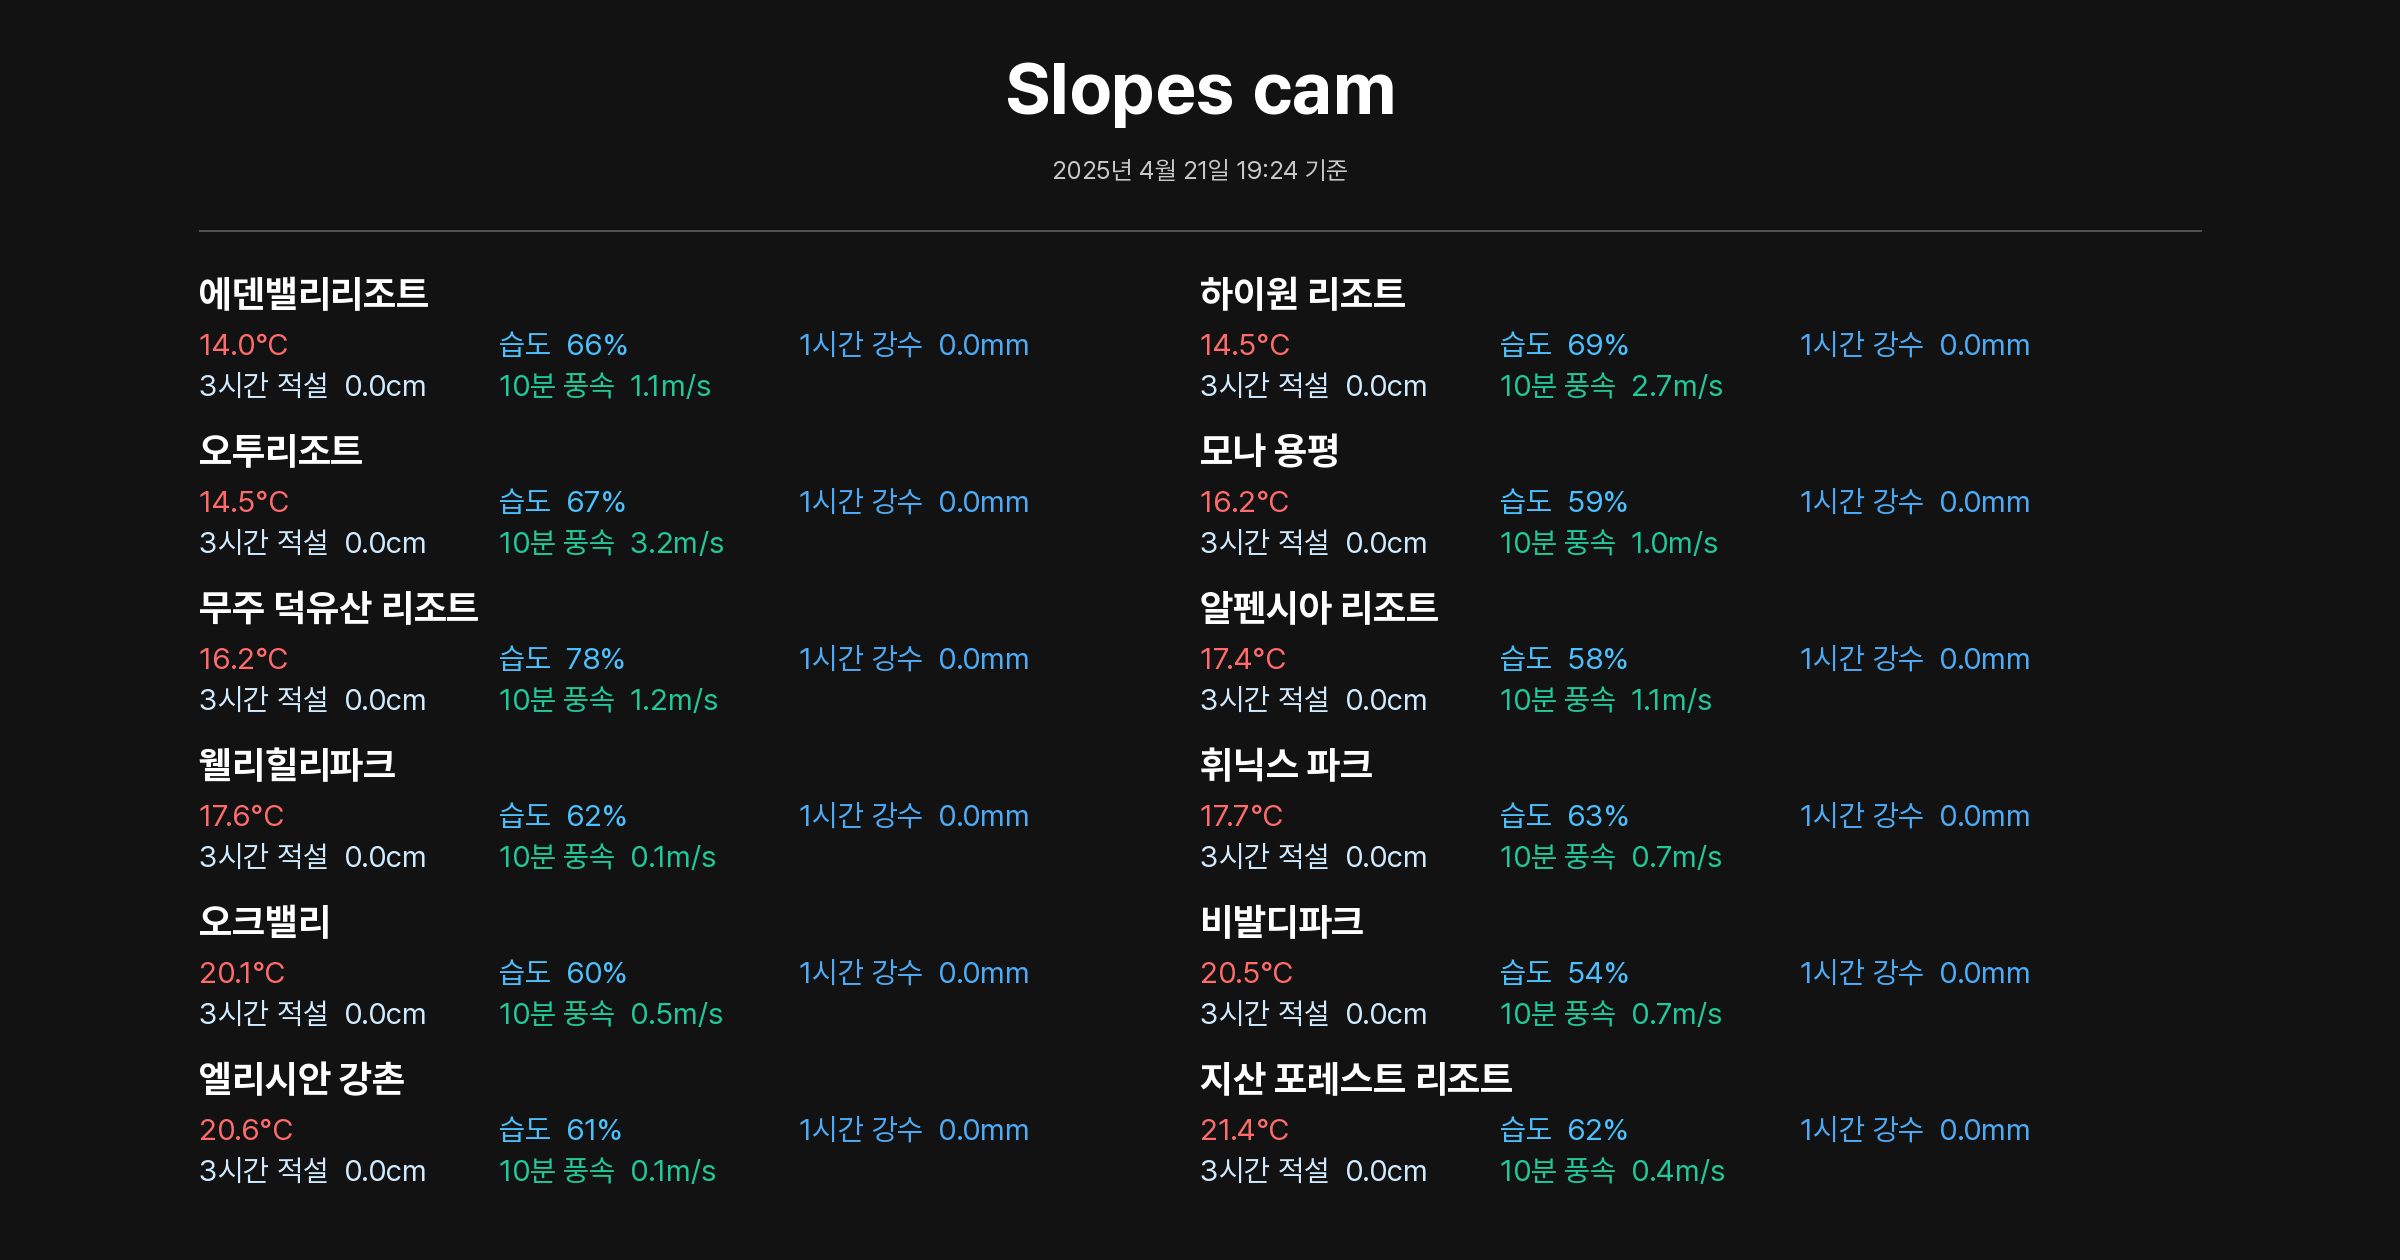 Slopes cam
2025년 4월 21일 19:24 기준
에덴밸리리조트
14.0°C 습도 66% 1시간 강수 0.0mm
3시간 적설 0.0cm 10분 풍속 1.1m/s
하이원 리조트
14.5°C 습도 69% 1시간 강수 0.0mm
3시간 적설 0.0cm 10분 풍속 2.7m/s
오투리조트
14.5°C 습도 67% 1시간 강수 0.0mm
3시간 적설 0.0cm 10분 풍속 3.2m/s
모나 용평
16.2°C 습도 59% 1시간 강수 0.0mm
3시간 적설 0.0cm 10분 풍속 1.0m/s
무주 덕유산 리조트
16.2°C 습도 78% 1시간 강수 0.0mm
3시간 적설 0.0cm 10분 풍속 1.2m/s
알펜시아 리조트
17.4°C 습도 58% 1시간 강수 0.0mm
3시간 적설 0.0cm 10분 풍속 1.1m/s
웰리힐리파크
17.6°C 습도 62% 1시간 강수 0.0mm
3시간 적설 0.0cm 10분 풍속 0.1m/s
휘닉스 파크
17.7°C 습도 63% 1시간 강수 0.0mm
3시간 적설 0.0cm 10분 풍속 0.7m/s
오크밸리
20.1°C 습도 60% 1시간 강수 0.0mm
3시간 적설 0.0cm 10분 풍속 0.5m/s
비발디파크
20.5°C 습도 54% 1시간 강수 0.0mm
3시간 적설 0.0cm 10분 풍속 0.7m/s
엘리시안 강촌
20.6°C 습도 61% 1시간 강수 0.0mm
3시간 적설 0.0cm 10분 풍속 0.1m/s
지산 포레스트 리조트
21.4°C 습도 62% 1시간 강수 0.0mm
3시간 적설 0.0cm 10분 풍속 0.4m/s